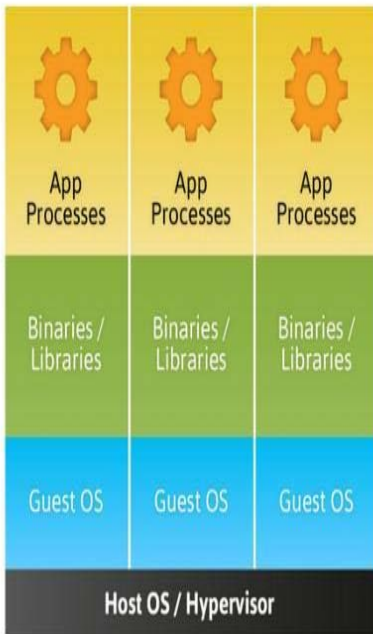 App
Processes
App
Processes
App
Processes
Binaries /
Libraries
Binaries /
Libraries
Binaries /
Libraries
Guest OS
Guest OS
Guest OS
Host OS / Hypervisor